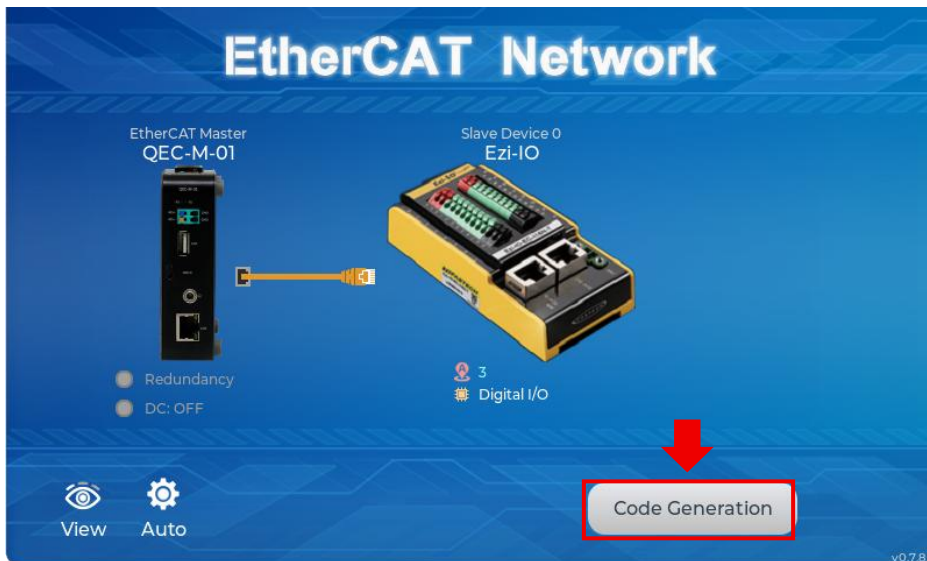 EtherCAT Network
EtherCAT Master
QEC-M-01
Slave Device 0
Ezi-IO
Redundancy
DC: OFF
3
Digital I/O
View
Auto
Code Generation
v0.7.8